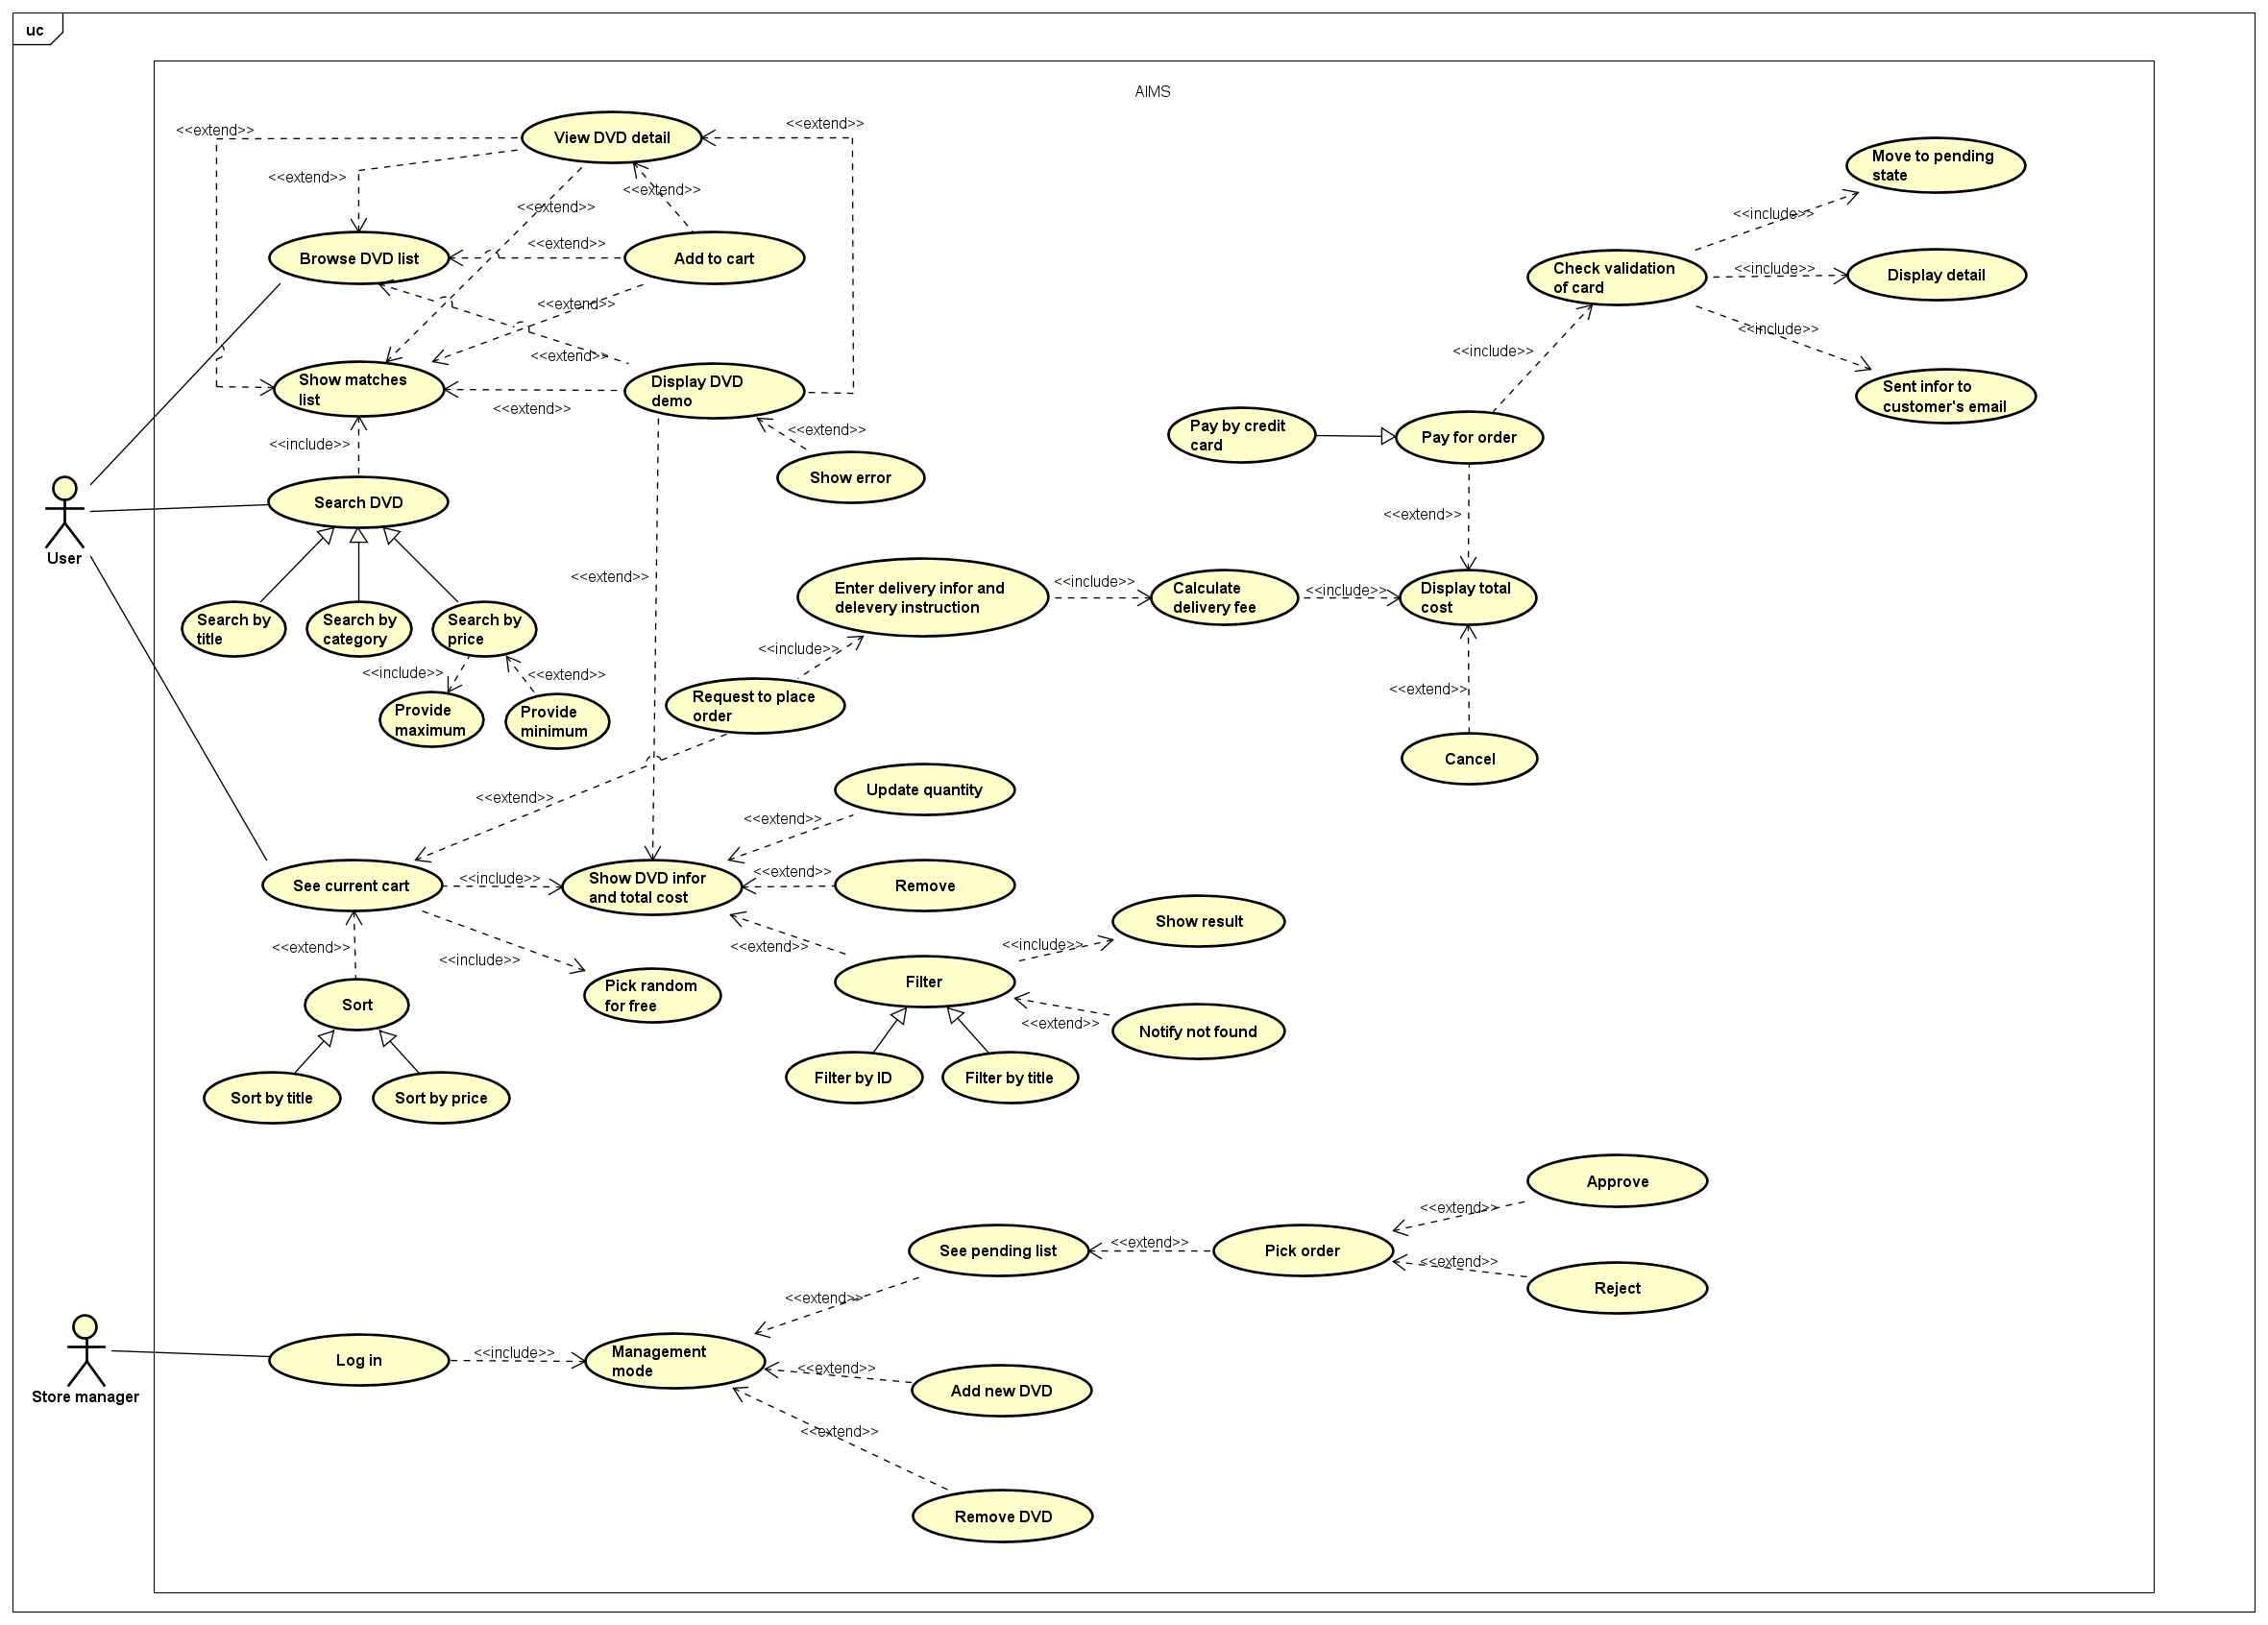 uc
AIMS
<<extend>>
View DVD detail
<<extend>>
<<extend>>
<<extend>>
<<extend>>
Browse DVD list
<<extend>>
Add to cart
<<extend>>
<<extend>>
Show matches
list
Display DVD
demo
<<extend>>
<<include>>
<<extend>>
Show error
Search DVD
User
<<extend>>
Search by
title
Search by
category
Search by
price
<<include>>
<<extend>>
Provide
maximum
Provide
minimum
Move to pending
state
<<include>>
Check validation
of card
<<include>>
Display detail
<<include>>
<<include>>
Sent infor to
customer's email
Pay by credit
card
Pay for order
<<extend>>
Enter delivery infor and
delevery instruction
<<include>>
Calculate
delivery fee
<<include>>
Display total
cost
<<include>>
Request to place
order
<<extend>>
Cancel
<<extend>>
Update quantity
<<extend>>
See current cart
<<include>>
Show DVD infor
and total cost
<<extend>>
Remove
<<extend>>
<<include>>
<<extend>>
<<include>>
Show result
Sort
Pick random
for free
Filter
<<extend>>
Notify not found
Sort by title
Sort by price
Filter by ID
Filter by title
Approve
<<extend>>
See pending list
<<extend>>
Pick order
<<extend>>
Reject
<<extend>>
Store manager
Log in
<<include>>
Management
mode
<<extend>>
Add new DVD
<<extend>>
Remove DVD